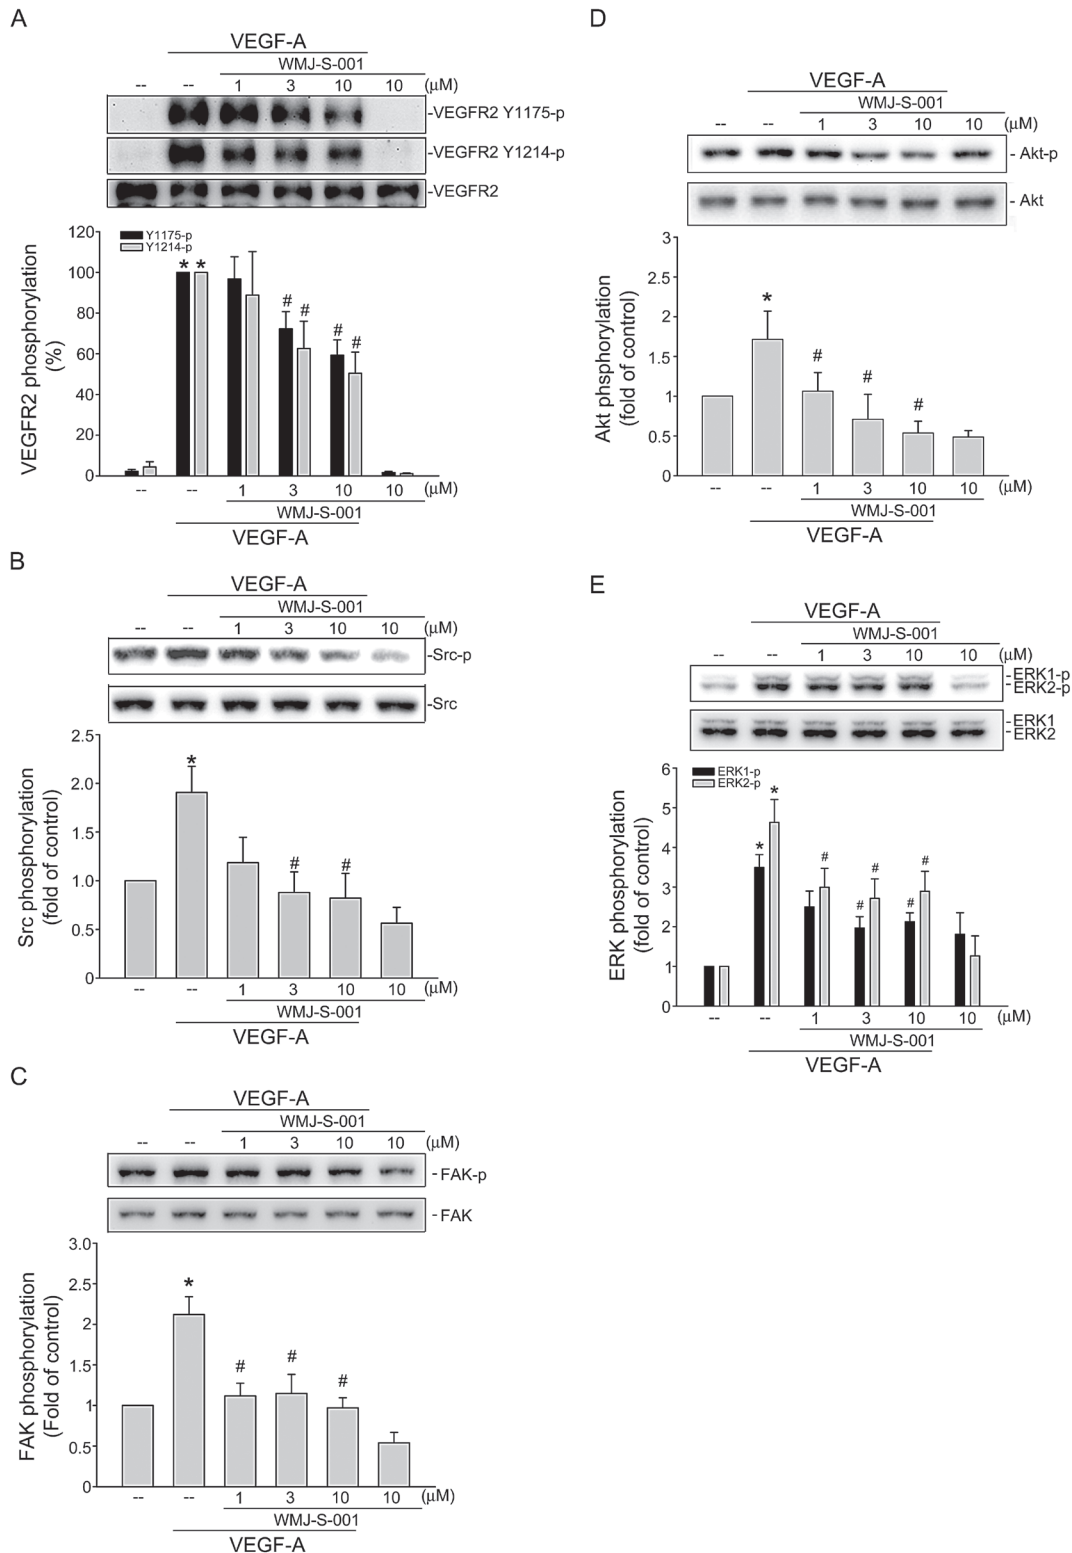 A
VEGF-A
WMJ-S-001
-- -- 1 3 10 10 (μM)
-VEGFR2 Y1175-p
-VEGFR2 Y1214-p
-VEGFR2
120
100
80
60
40
20
0
VEGFR2 phosphorylation
(%)
Y1175-p
Y1214-p
* *
# #
# #
-- -- 1 3 10 10 (μM)
WMJ-S-001
VEGF-A
B
VEGF-A
WMJ-S-001
-- -- 1 3 10 10 (μM)
-Src-p
-Src
2.5
2.0
1.5
1.0
0.5
0
Src phosphorylation
(fold of control)
*
# #
-- -- 1 3 10 10 (μM)
WMJ-S-001
VEGF-A
C
VEGF-A
WMJ-S-001
-- -- 1 3 10 10 (μM)
-FAK-p
-FAK
3.0
2.5
2
1.5
1
0.5
0
FAK phosphorylation
(Fold of control)
*
# # #
-- -- 1 3 10 10 (μM)
WMJ-S-001
VEGF-A
D
VEGF-A
WMJ-S-001
-- -- 1 3 10 10 (μM)
- Akt-p
- Akt
3
2.5
2
1.5
1
0.5
0
Akt phsphorylation
(fold of control)
*
# # #
-- -- 1 3 10 10 (μM)
WMJ-S-001
VEGF-A
E
VEGF-A
WMJ-S-001
-- -- 1 3 10 10 (μM)
-ERK1-p
-ERK2-p
-ERK1
-ERK2
6
5
4
3
2
1
0
ERK phosphorylation
(fold of control)
ERK1-p
ERK2-p
* *
# # # # #
-- -- 1 3 10 10 (μM)
WMJ-S-001
VEGF-A